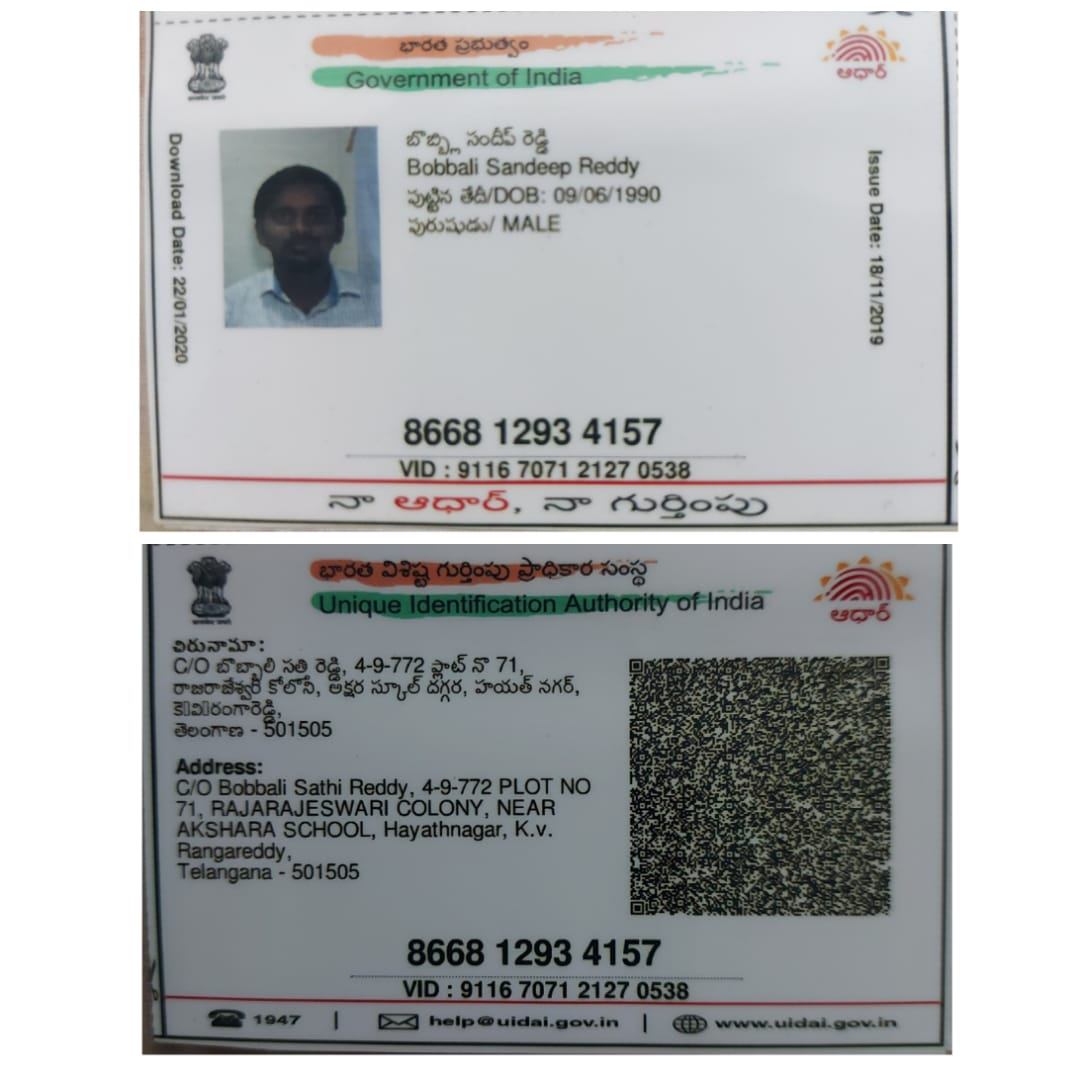 భారత ప్రభుత్వం
Government of India
ఆధార్
Download Date: 22/01/2020
బొబ్బ్లి సందీప్ రెడ్డి
Bobbali Sandeep Reddy
పుట్టిన తేదీ/DOB: 09/06/1990
పురుషుడు/ MALE
Issue Date: 18/11/2019
8668 1293 4157
VID : 9116 7071 2127 0538
నా ఆధార్, నా గుర్తింపు
భారత విశిష్ట గుర్తింపు ప్రాధికార సంస్థ
Unique Identification Authority of India
ఆధార్
చిరునామా:
C/O బొబ్బాలి సతి రెడ్డి, 4-9-772 ప్లాట్ నొ 71,
రాజరాజేశ్వరీ కోలోని, అక్షర స్కూల్ దగ్గర, హయత్ నగర్,
తెలంగాణ - 501505
Address:
C/O Bobbali Sathi Reddy, 4-9-772 PLOT NO
71, RAJARAJESWARI COLONY, NEAR
AKSHARA SCHOOL, Hayathnagar, K.v.
Rangareddy,
Telangana - 501505
8668 1293 4157
VID : 9116 7071 2127 0538
1947 | help@uidai.gov.in | www.uidai.gov.in